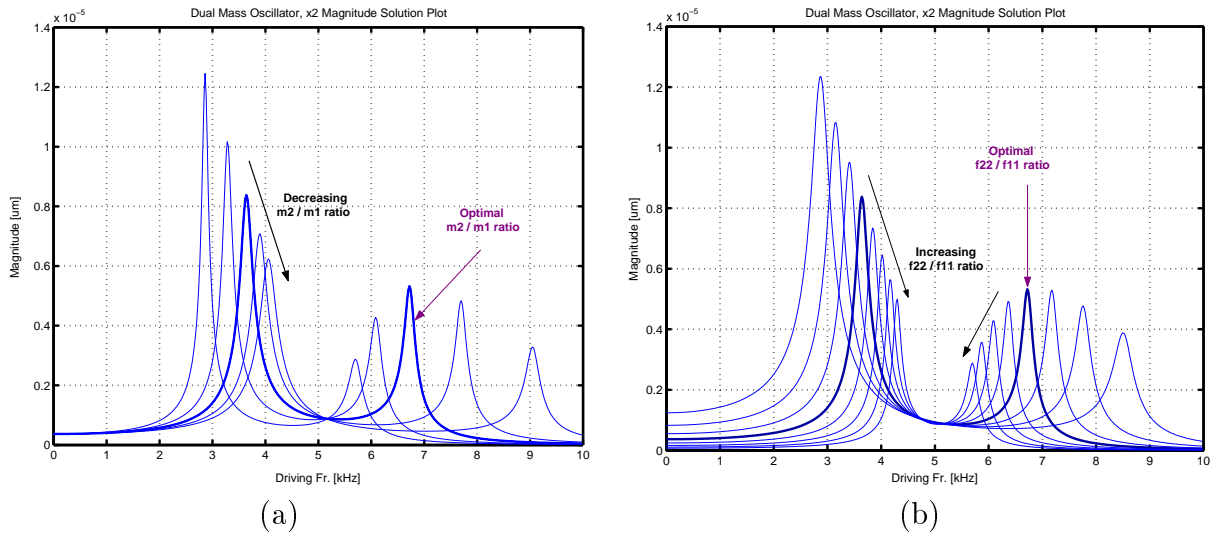 Dual Mass Oscillator, x2 Magnitude Solution Plot
x 10⁻⁵
1.4
1.2
1
0.8
0.6
0.4
0.2
0
Magnitude [um]
Decreasing
m2 / m1 ratio
Optimal
m2 / m1 ratio
0 1 2 3 4 5 6 7 8 9 10
Driving Fr. [kHz]
(a)
Dual Mass Oscillator, x2 Magnitude Solution Plot
x 10⁻⁵
1.4
1.2
1
0.8
0.6
0.4
0.2
0
Magnitude [um]
Optimal
f22 / f11 ratio
Increasing
f22 / f11 ratio
0 1 2 3 4 5 6 7 8 9 10
Driving Fr. [kHz]
(b)